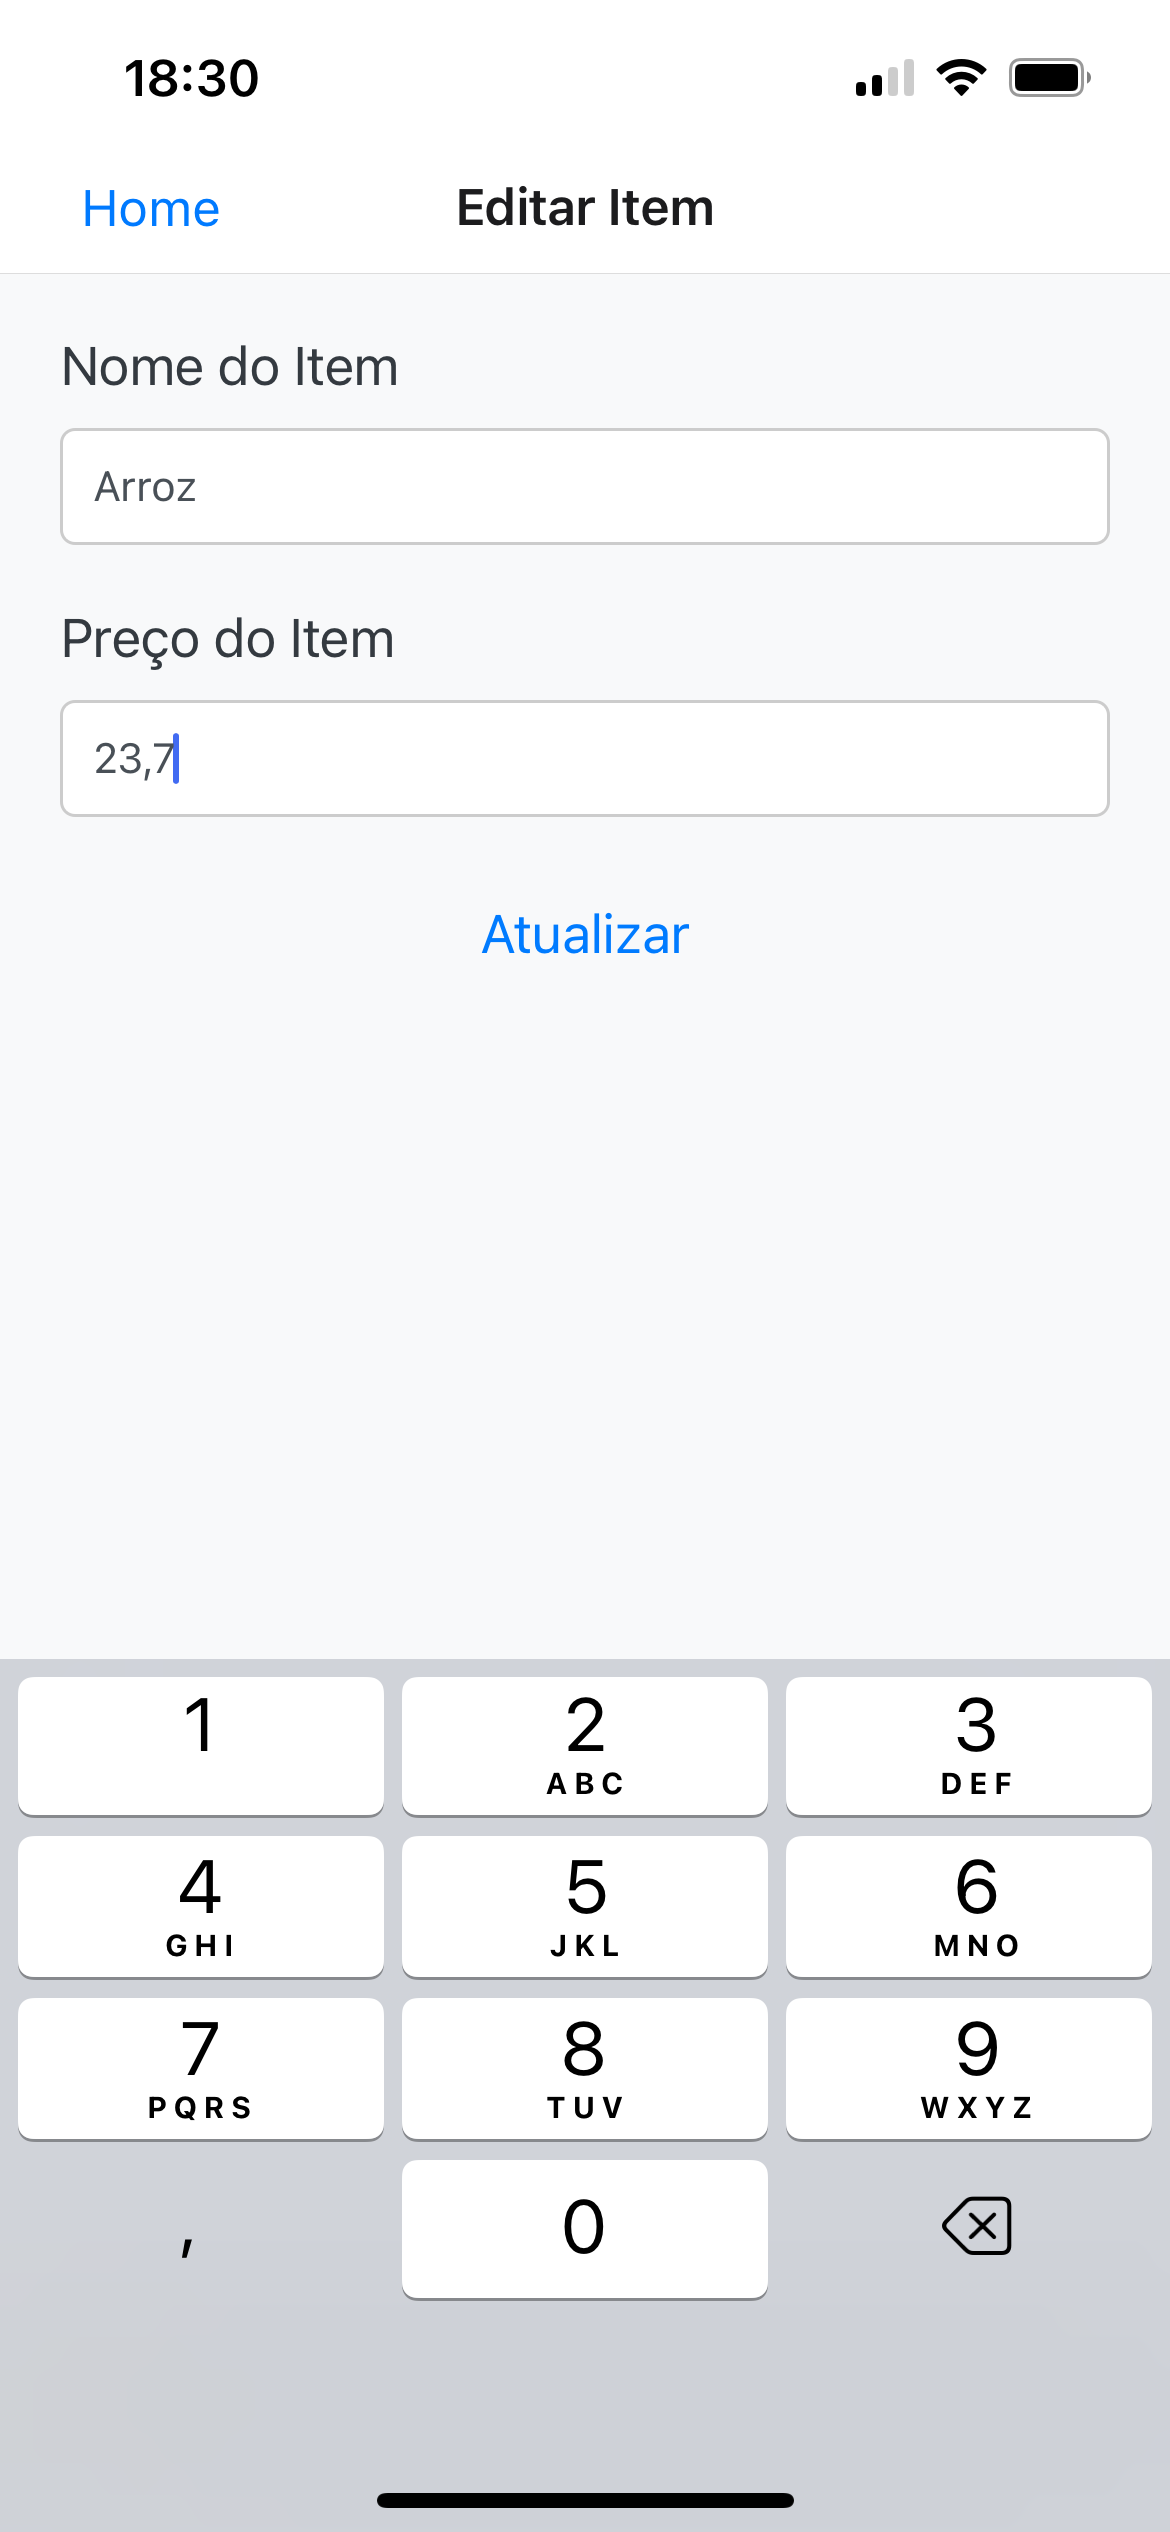 18:30
Home
Editar Item
Nome do Item
Arroz
Preço do Item
23,7
Atualizar
1
2
ABC
3
DEF
4
GHI
5
JKL
6
MNO
7
PQRS
8
TUV
9
WXYZ
,
0